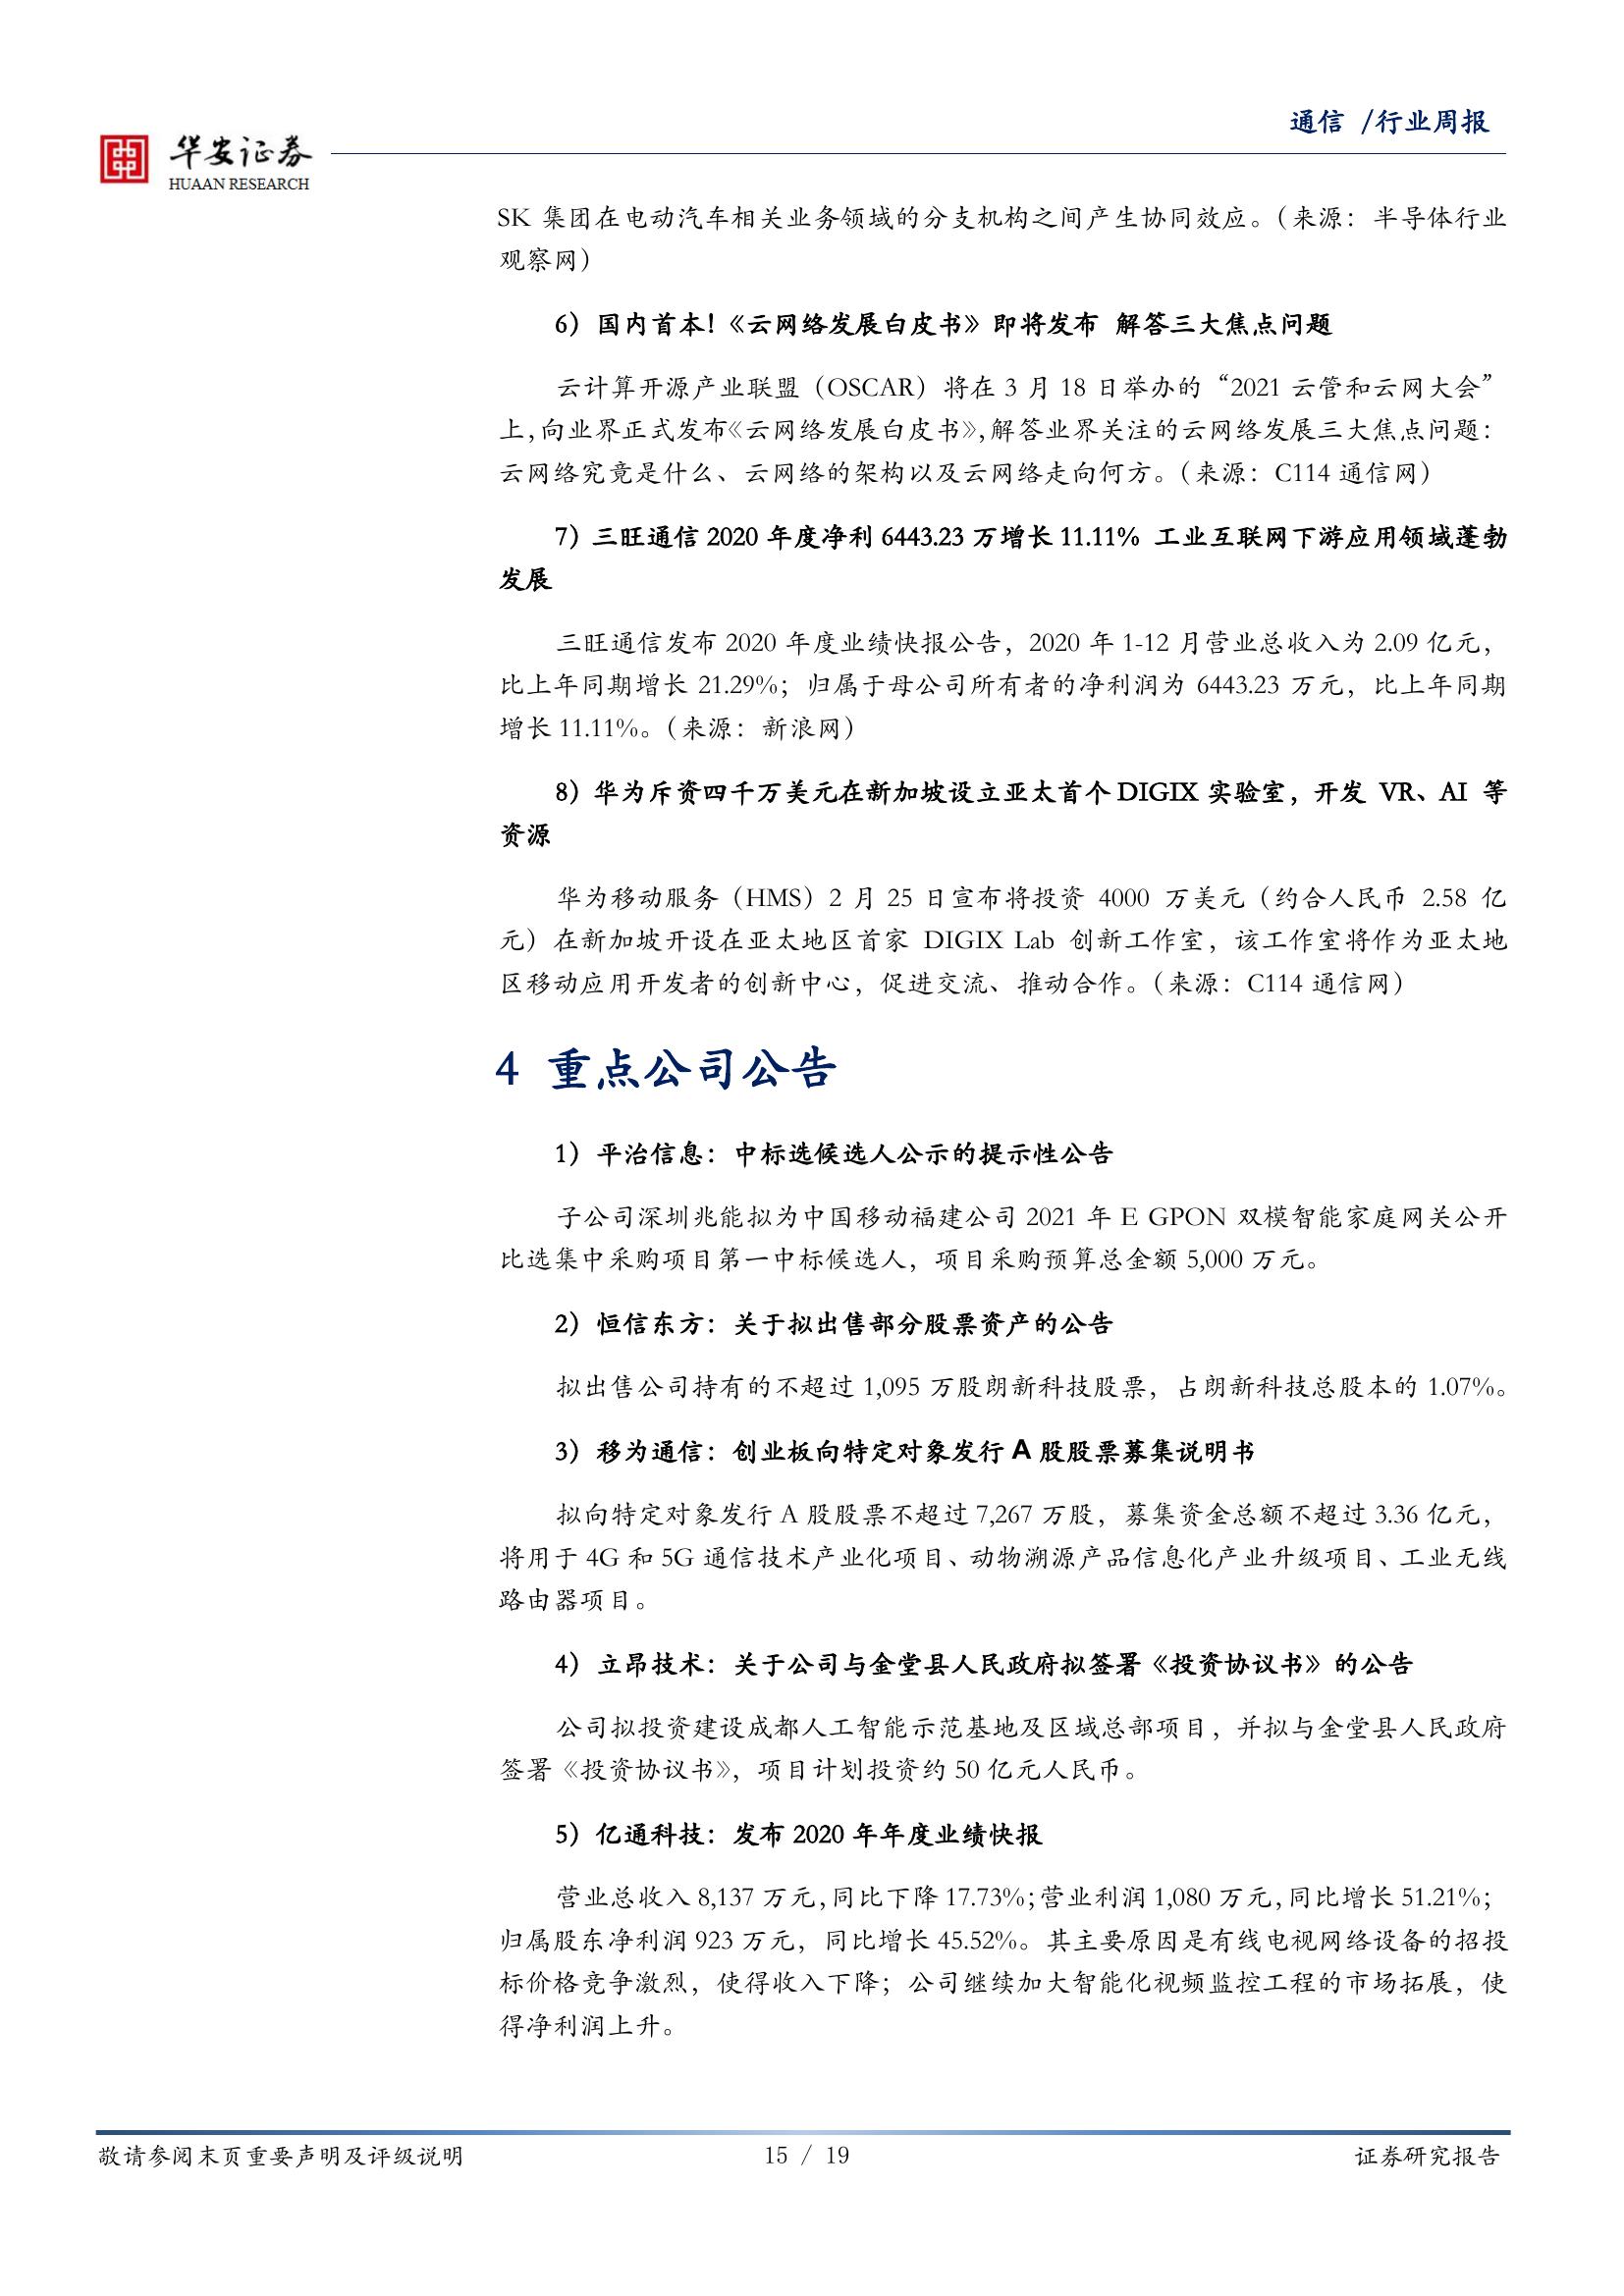 通信 /行业周报
华安证券
HUAAN RESEARCH
SK 集团在电动汽车相关业务领域的分支机构之间产生协同效应。（来源：半导体行业
观察网）
6）国内首本!《云网络发展白皮书》即将发布 解答三大焦点问题
云计算开源产业联盟（OSCAR）将在 3 月 18 日举办的“2021 云管和云网大会”
上,向业界正式发布《云网络发展白皮书》,解答业界关注的云网络发展三大焦点问题：
云网络究竟是什么、云网络的架构以及云网络走向何方。（来源：C114 通信网）
7）三旺通信 2020 年度净利 6443.23 万增长 11.11% 工业互联网下游应用领域蓬勃
发展
三旺通信发布 2020 年度业绩快报公告，2020 年 1-12 月营业总收入为 2.09 亿元，
比上年同期增长 21.29%；归属于母公司所有者的净利润为 6443.23 万元，比上年同期
增长 11.11%。（来源：新浪网）
8）华为斥资四千万美元在新加坡设立亚太首个 DIGIX 实验室，开发 VR、AI 等
资源
华为移动服务（HMS）2 月 25 日宣布将投资 4000 万美元（约合人民币 2.58 亿
元）在新加坡开设在亚太地区首家 DIGIX Lab 创新工作室，该工作室将作为亚太地
区移动应用开发者的创新中心，促进交流、推动合作。（来源：C114 通信网）
4 重点公司公告
1）平治信息：中标选候选人公示的提示性公告
子公司深圳兆能拟为中国移动福建公司 2021 年 E GPON 双模智能家庭网关公开
比选集中采购项目第一中标候选人，项目采购预算总金额 5,000 万元。
2）恒信东方：关于拟出售部分股票资产的公告
拟出售公司持有的不超过 1,095 万股朗新科技股票，占朗新科技总股本的 1.07%。
3）移为通信：创业板向特定对象发行 A 股股票募集说明书
拟向特定对象发行 A 股股票不超过 7,267 万股，募集资金总额不超过 3.36 亿元，
将用于 4G 和 5G 通信技术产业化项目、动物溯源产品信息化产业升级项目、工业无线
路由器项目。
4）立昂技术：关于公司与金堂县人民政府拟签署《投资协议书》的公告
公司拟投资建设成都人工智能示范基地及区域总部项目，并拟与金堂县人民政府
签署《投资协议书》，项目计划投资约 50 亿元人民币。
5）亿通科技：发布 2020 年年度业绩快报
营业总收入 8,137 万元,同比下降 17.73%;营业利润 1,080 万元,同比增长 51.21%；
归属股东净利润 923 万元，同比增长 45.52%。其主要原因是有线电视网络设备的招投
标价格竞争激烈，使得收入下降；公司继续加大智能化视频监控工程的市场拓展，使
得净利润上升。
敬请参阅末页重要声明及评级说明
15 / 19
证券研究报告